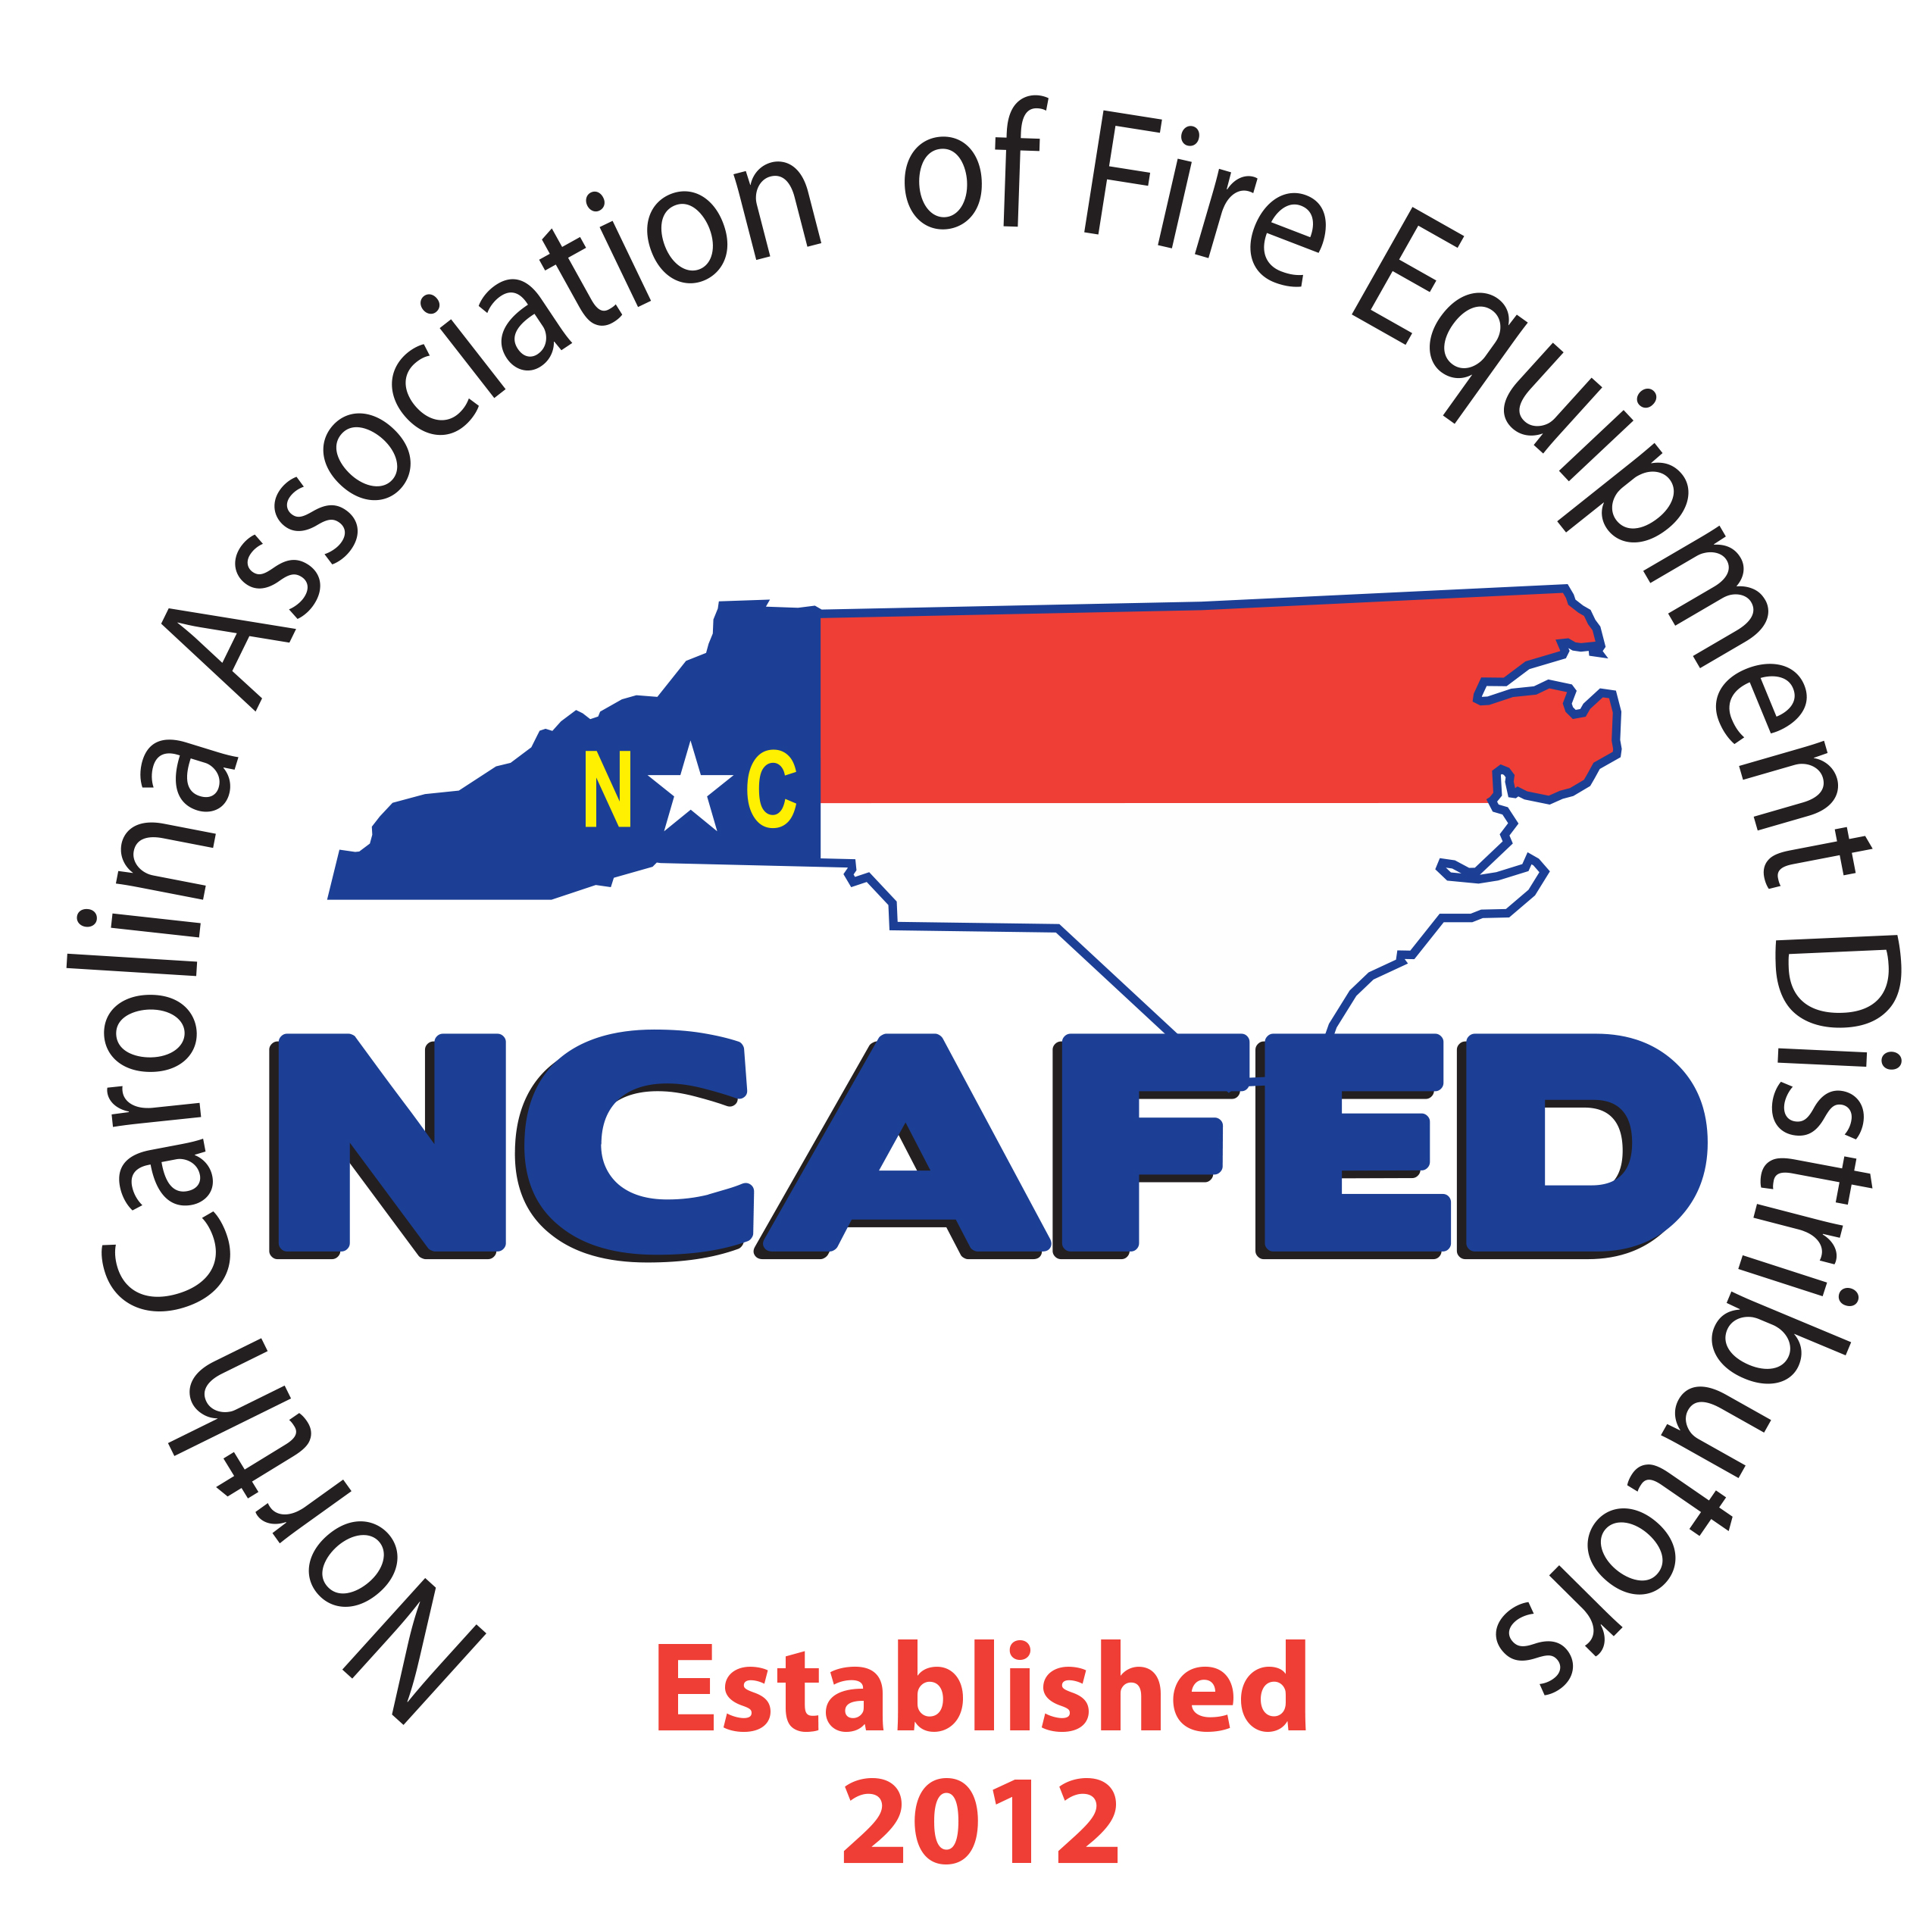 North Carolina Association of Fire Equipment Distributors
N★C
NCAFED
Established
2012